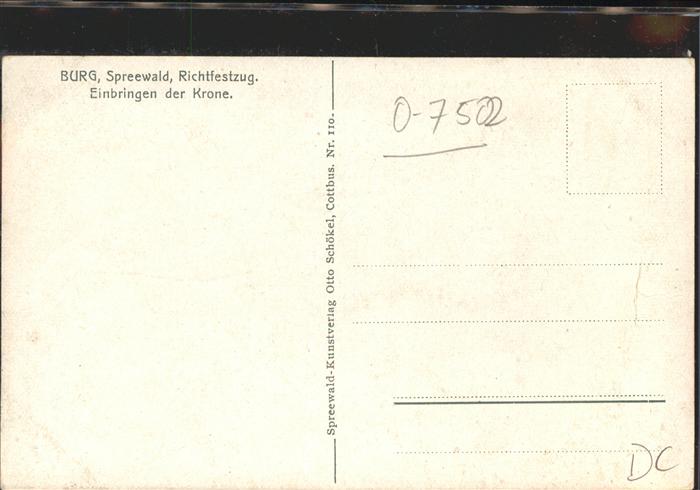 BURG, Spreewald, Richtfestzug.
Einbringen der Krone.
Spreewald-Kunstverlag Otto Schökel, Cottbus. Nr. 110.
0-7502
DC